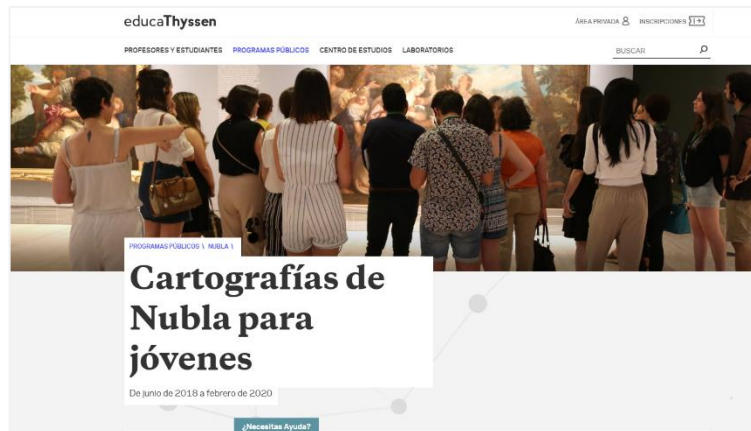 educaThyssen
ÁREA PRIVADA INSCRIPCIONES
PROFESORES Y ESTUDIANTES PROGRAMAS PÚBLICOS CENTRO DE ESTUDIOS LABORATORIOS
BUSCAR
PROGRAMAS PÚBLICOS \ NUBLA \
Cartografías de
Nubla para
jóvenes
De junio de 2018 a febrero de 2020
¿Necesitas Ayuda?